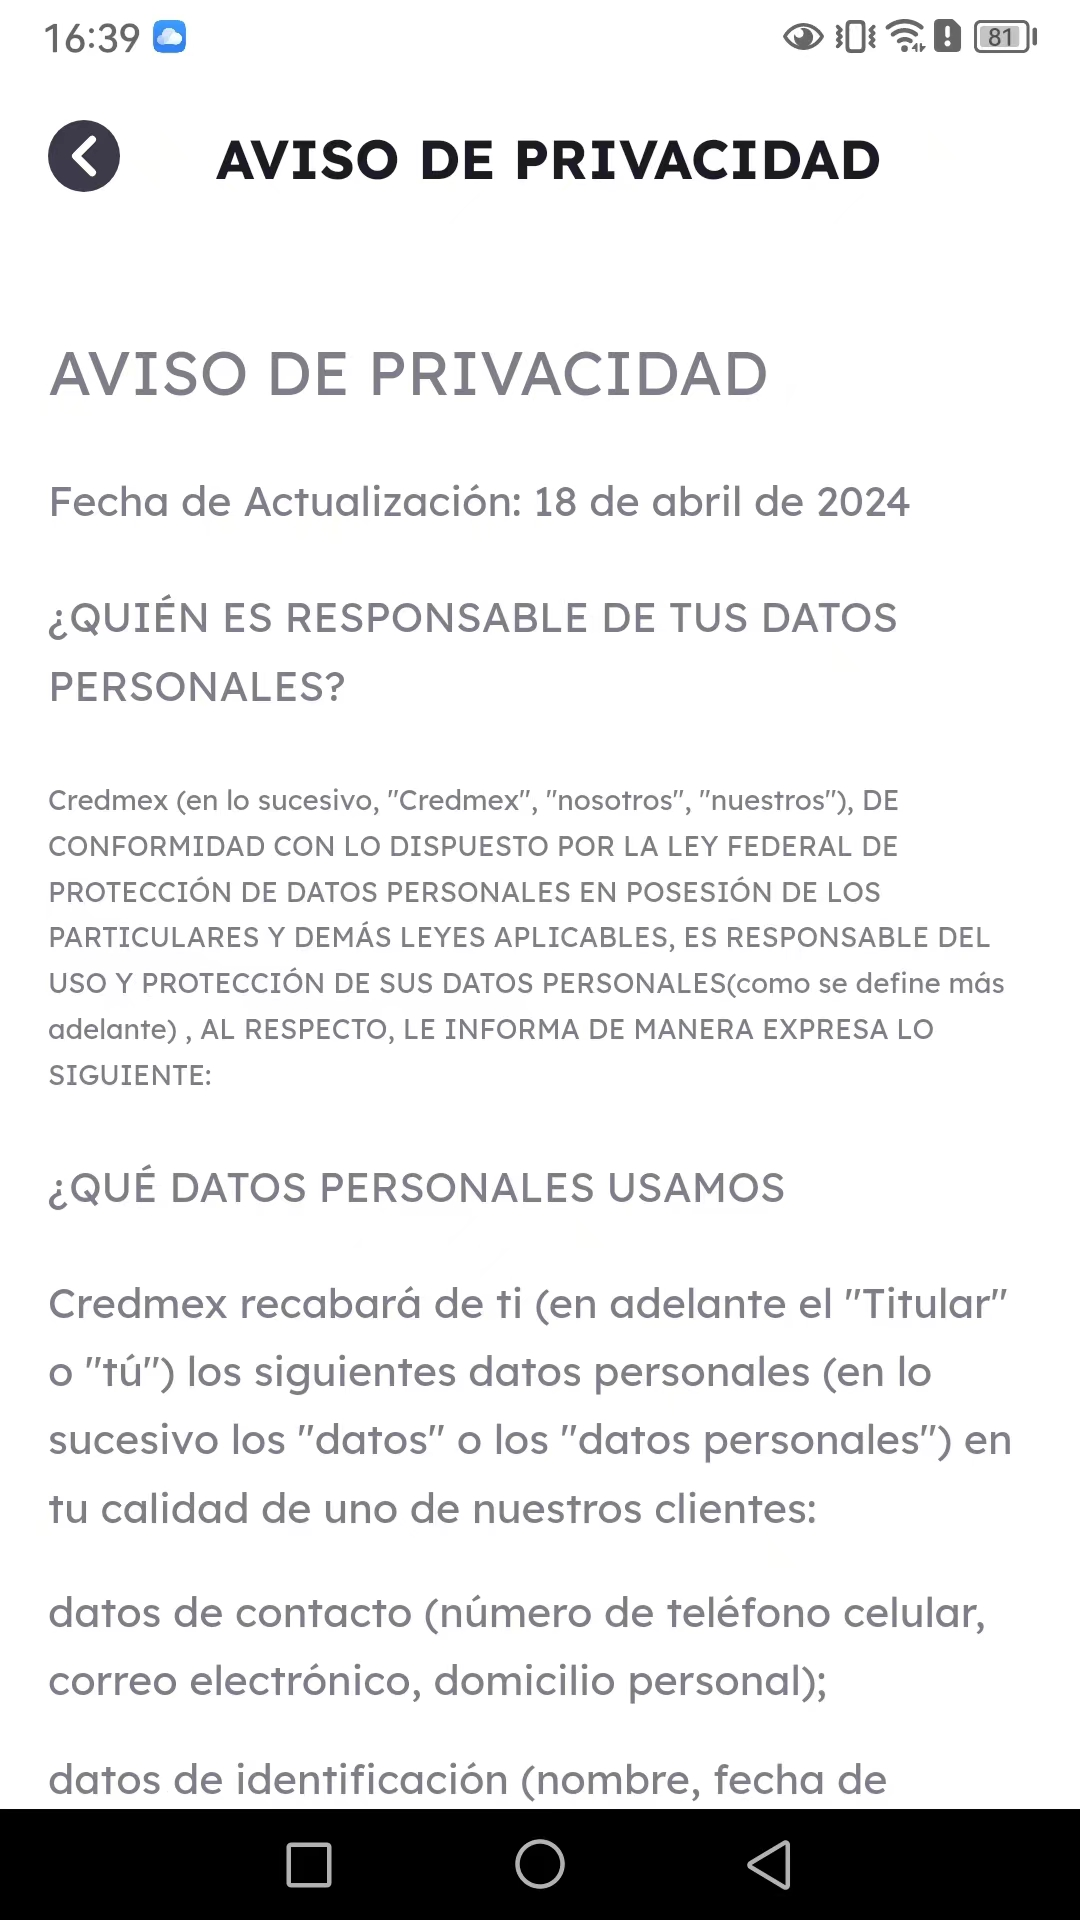 16:39
81
AVISO DE PRIVACIDAD
AVISO DE PRIVACIDAD
Fecha de Actualización: 18 de abril de 2024
¿QUIÉN ES RESPONSABLE DE TUS DATOS
PERSONALES?
Credmex (en lo sucesivo, "Credmex", "nosotros", "nuestros"), DE
CONFORMIDAD CON LO DISPUESTO POR LA LEY FEDERAL DE
PROTECCIÓN DE DATOS PERSONALES EN POSESIÓN DE LOS
PARTICULARES Y DEMÁS LEYES APLICABLES, ES RESPONSABLE DEL
USO Y PROTECCIÓN DE SUS DATOS PERSONALES(como se define más
adelante) , AL RESPECTO, LE INFORMA DE MANERA EXPRESA LO
SIGUIENTE:
¿QUÉ DATOS PERSONALES USAMOS
Credmex recabará de ti (en adelante el "Titular"
o "tú") los siguientes datos personales (en lo
sucesivo los "datos" o los "datos personales") en
tu calidad de uno de nuestros clientes:
datos de contacto (número de teléfono celular,
correo electrónico, domicilio personal);
datos de identificación (nombre, fecha de